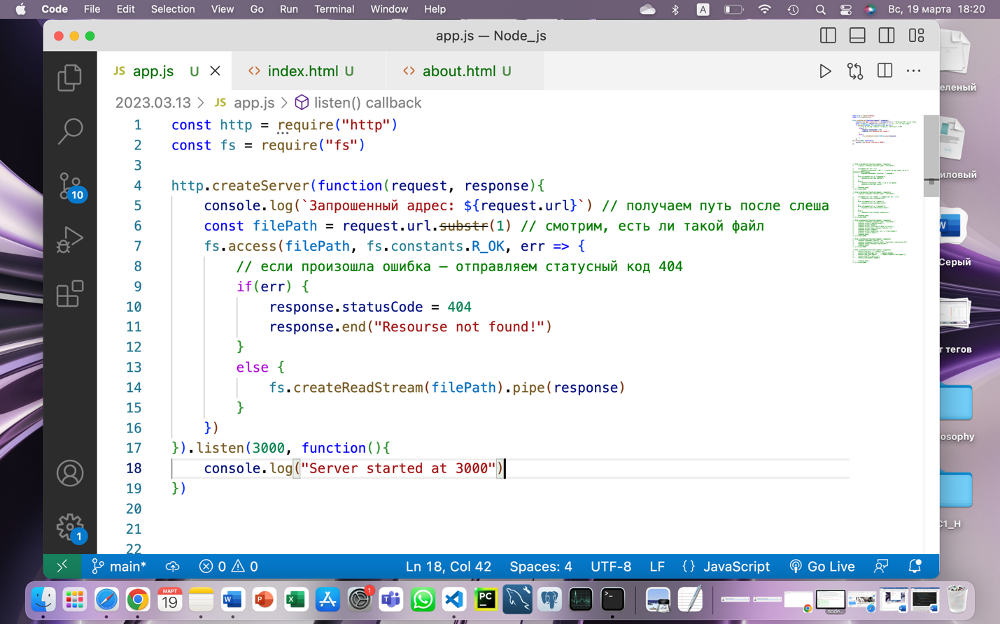 Code File Edit Selection View Go Run Terminal Window Help A Вс, 19 марта 18:20
app.js — Node_js
JS app.js U
<> index.html U
<> about.html U
2023.03.13 > JS app.js > listen() callback
1 const http = require("http")
2 const fs = require("fs")
3
4 http.createServer(function(request, response){
5 console.log(`Запрошенный адрес: ${request.url}`) // получаем путь после слеша
6 const filePath = request.url.substr(1) // смотрим, есть ли такой файл
7 fs.access(filePath, fs.constants.R_OK, err => {
8 // если произошла ошибка – отправляем статусный код 404
9 if(err) {
10 response.statusCode = 404
11 response.end("Resourse not found!")
12 }
13 else {
14 fs.createReadStream(filePath).pipe(response)
15 }
16 })
17 }).listen(3000, function(){
18 console.log("Server started at 3000")
19 })
20
21
22
10
1
main* 0 0 Ln 18, Col 42 Spaces: 4 UTF-8 LF {} JavaScript Go Live
еленый
иловый
W
Серый
т тегов
osophy
C1_H
МАРТ
19
W
P
X
1
T
PC
>_
node